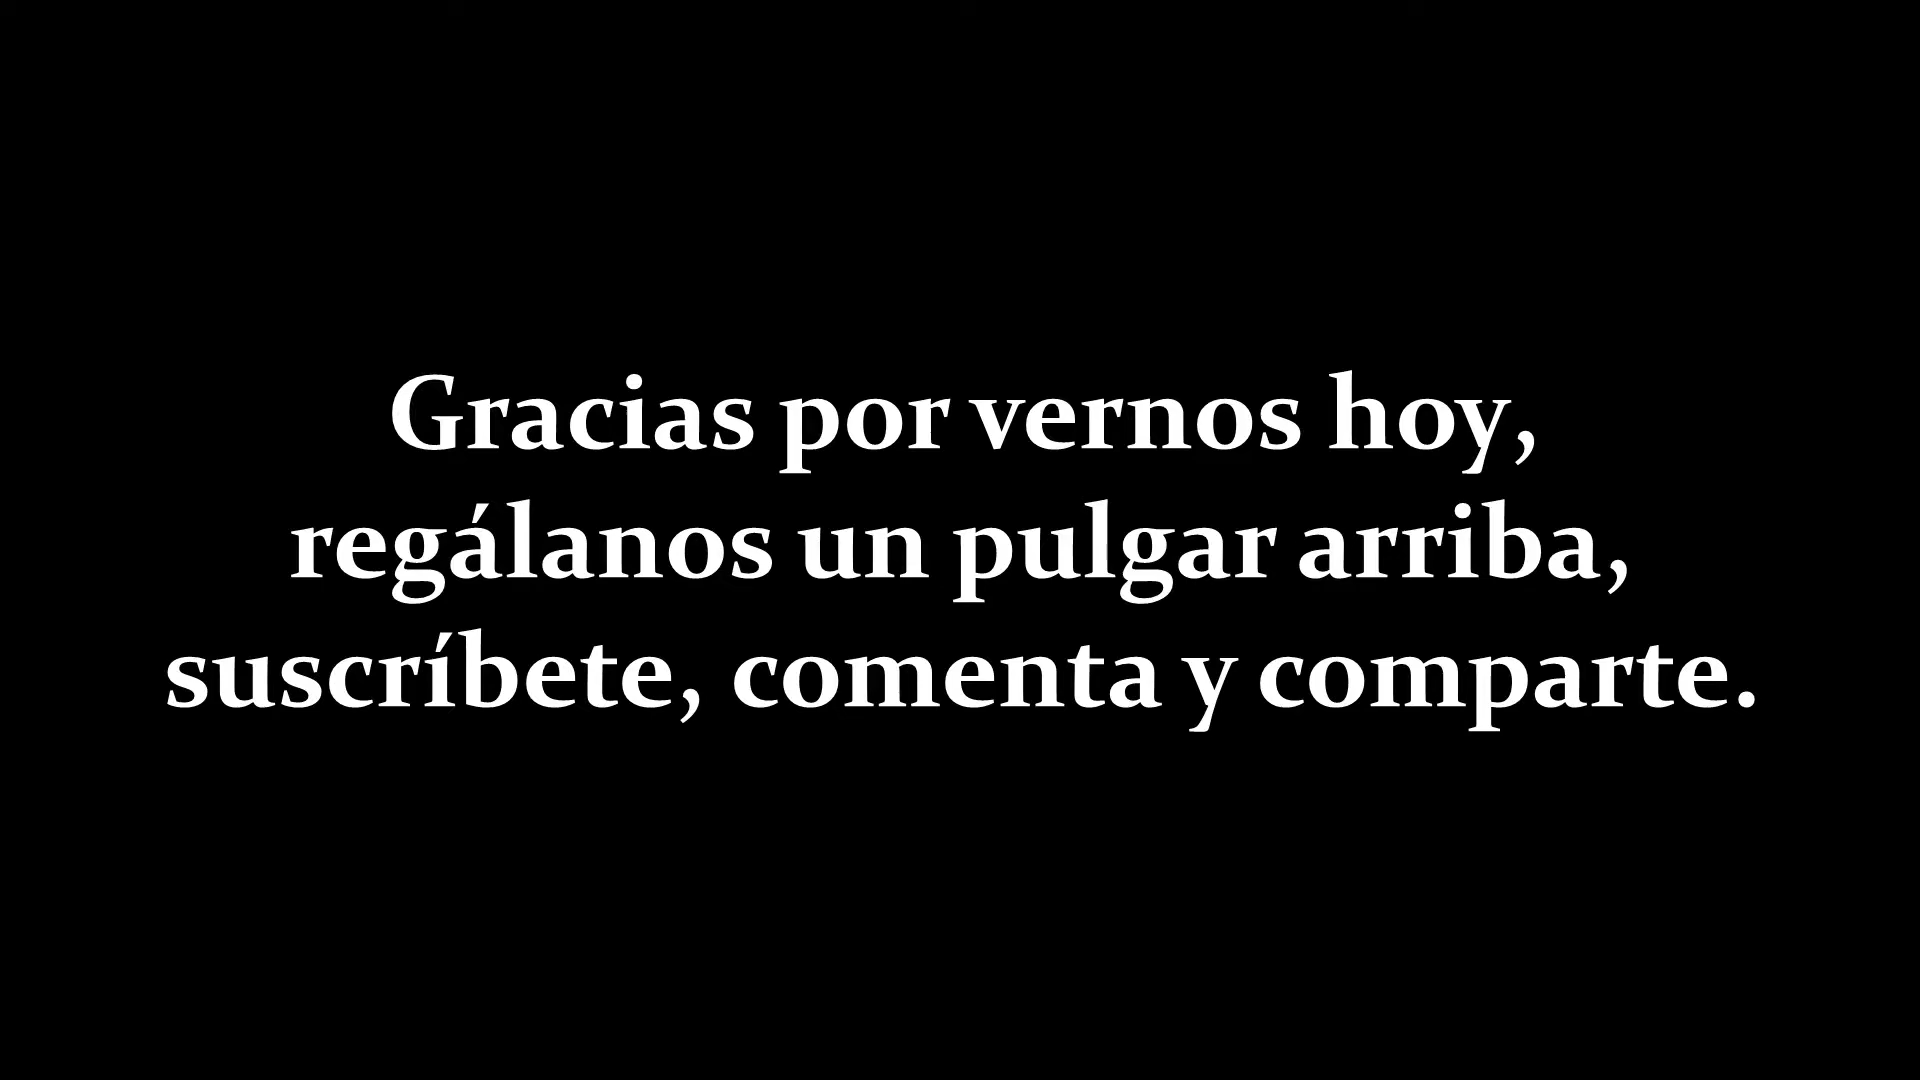 Gracias por vernos hoy,
regálanos un pulgar arriba,
suscríbete, comenta y comparte.